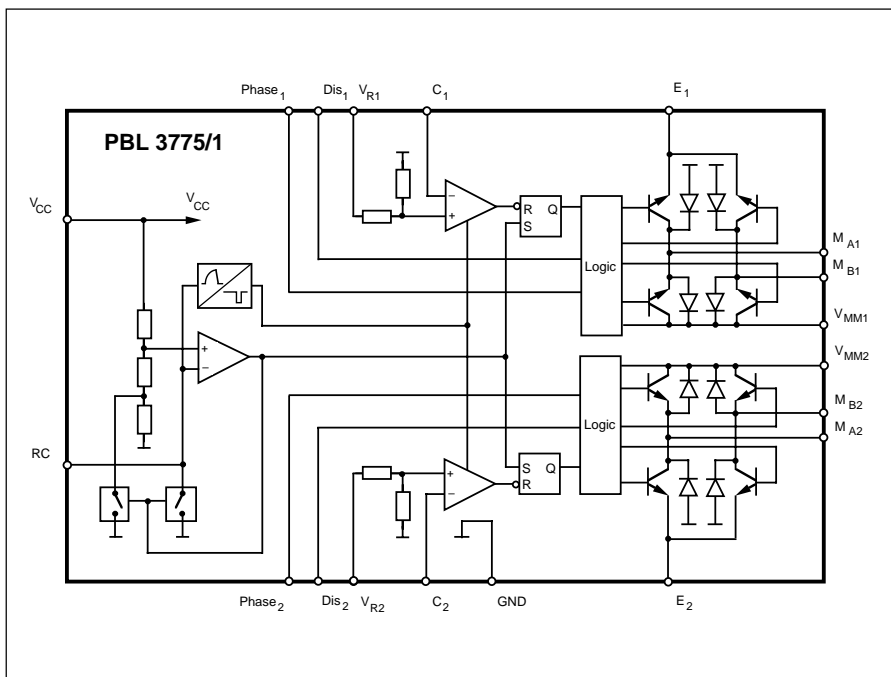 Phase1 Dis1 VR1 C1 E1
PBL 3775/1
VCC VCC
– +
R Q
S
Logic
MA1
MB1
VMM1
+ –
VMM2
Logic
MB2
MA2
RC
+ –
S Q
R
Phase2 Dis2 VR2 C2 GND E2